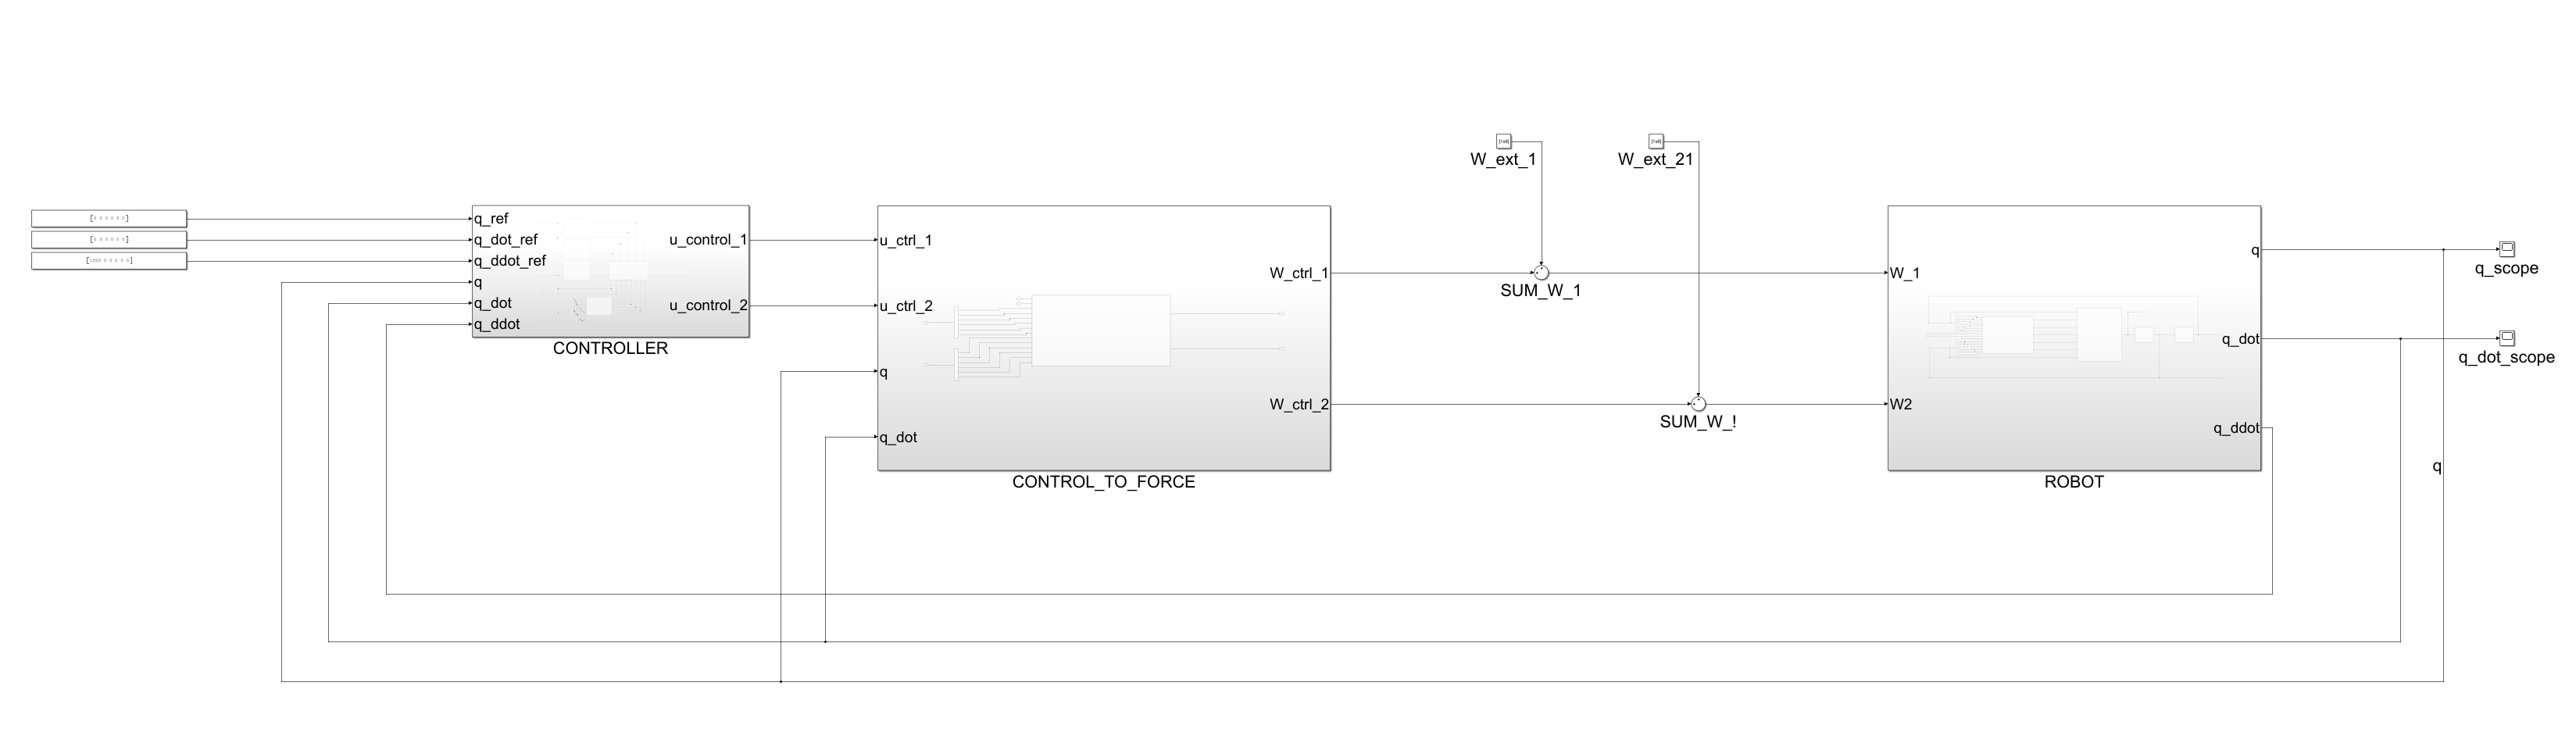 W_ext_1
W_ext_21
q_ref
q_dot_ref
q_ddot_ref
q
q_dot
q_ddot
u_control_1
u_control_2
CONTROLLER
u_ctrl_1
u_ctrl_2
q
q_dot
W_ctrl_1
W_ctrl_2
CONTROL_TO_FORCE
SUM_W_1
SUM_W_!
W_1
W2
q
q_dot
q_ddot
ROBOT
q_scope
q_dot_scope
q